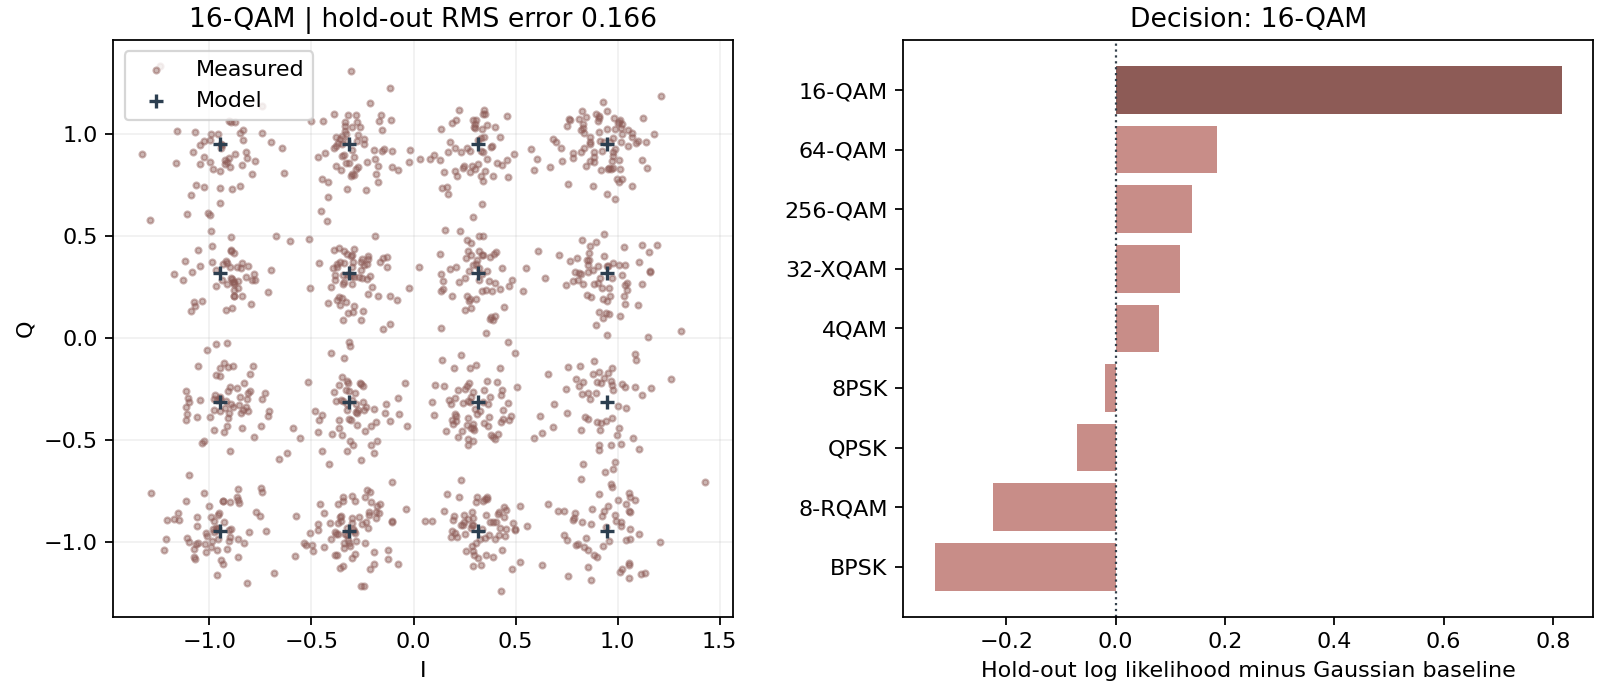 16-QAM | hold-out RMS error 0.166
Measured
Model
1.0
0.5
0.0
−0.5
−1.0
Q
−1.0
−0.5
0.0
0.5
1.0
1.5
I
Decision: 16-QAM
16-QAM
64-QAM
256-QAM
32-XQAM
4QAM
8PSK
QPSK
8-RQAM
BPSK
−0.2
0.0
0.2
0.4
0.6
0.8
Hold-out log likelihood minus Gaussian baseline